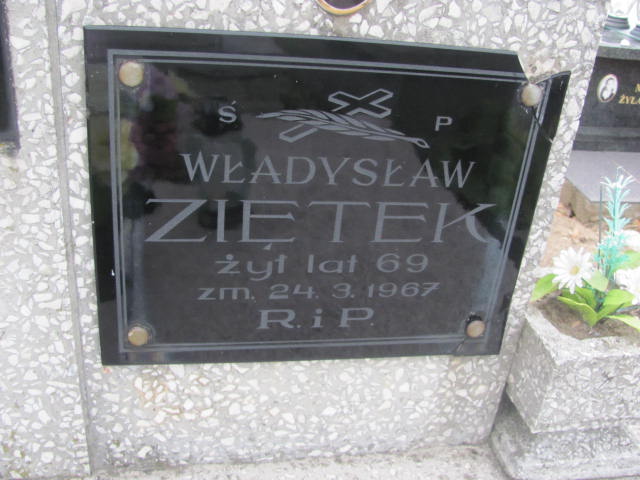 Ś P
WŁADYSŁAW
ZIĘTEK
żył lat 69
zm. 24. 3. 1967
R. i P.